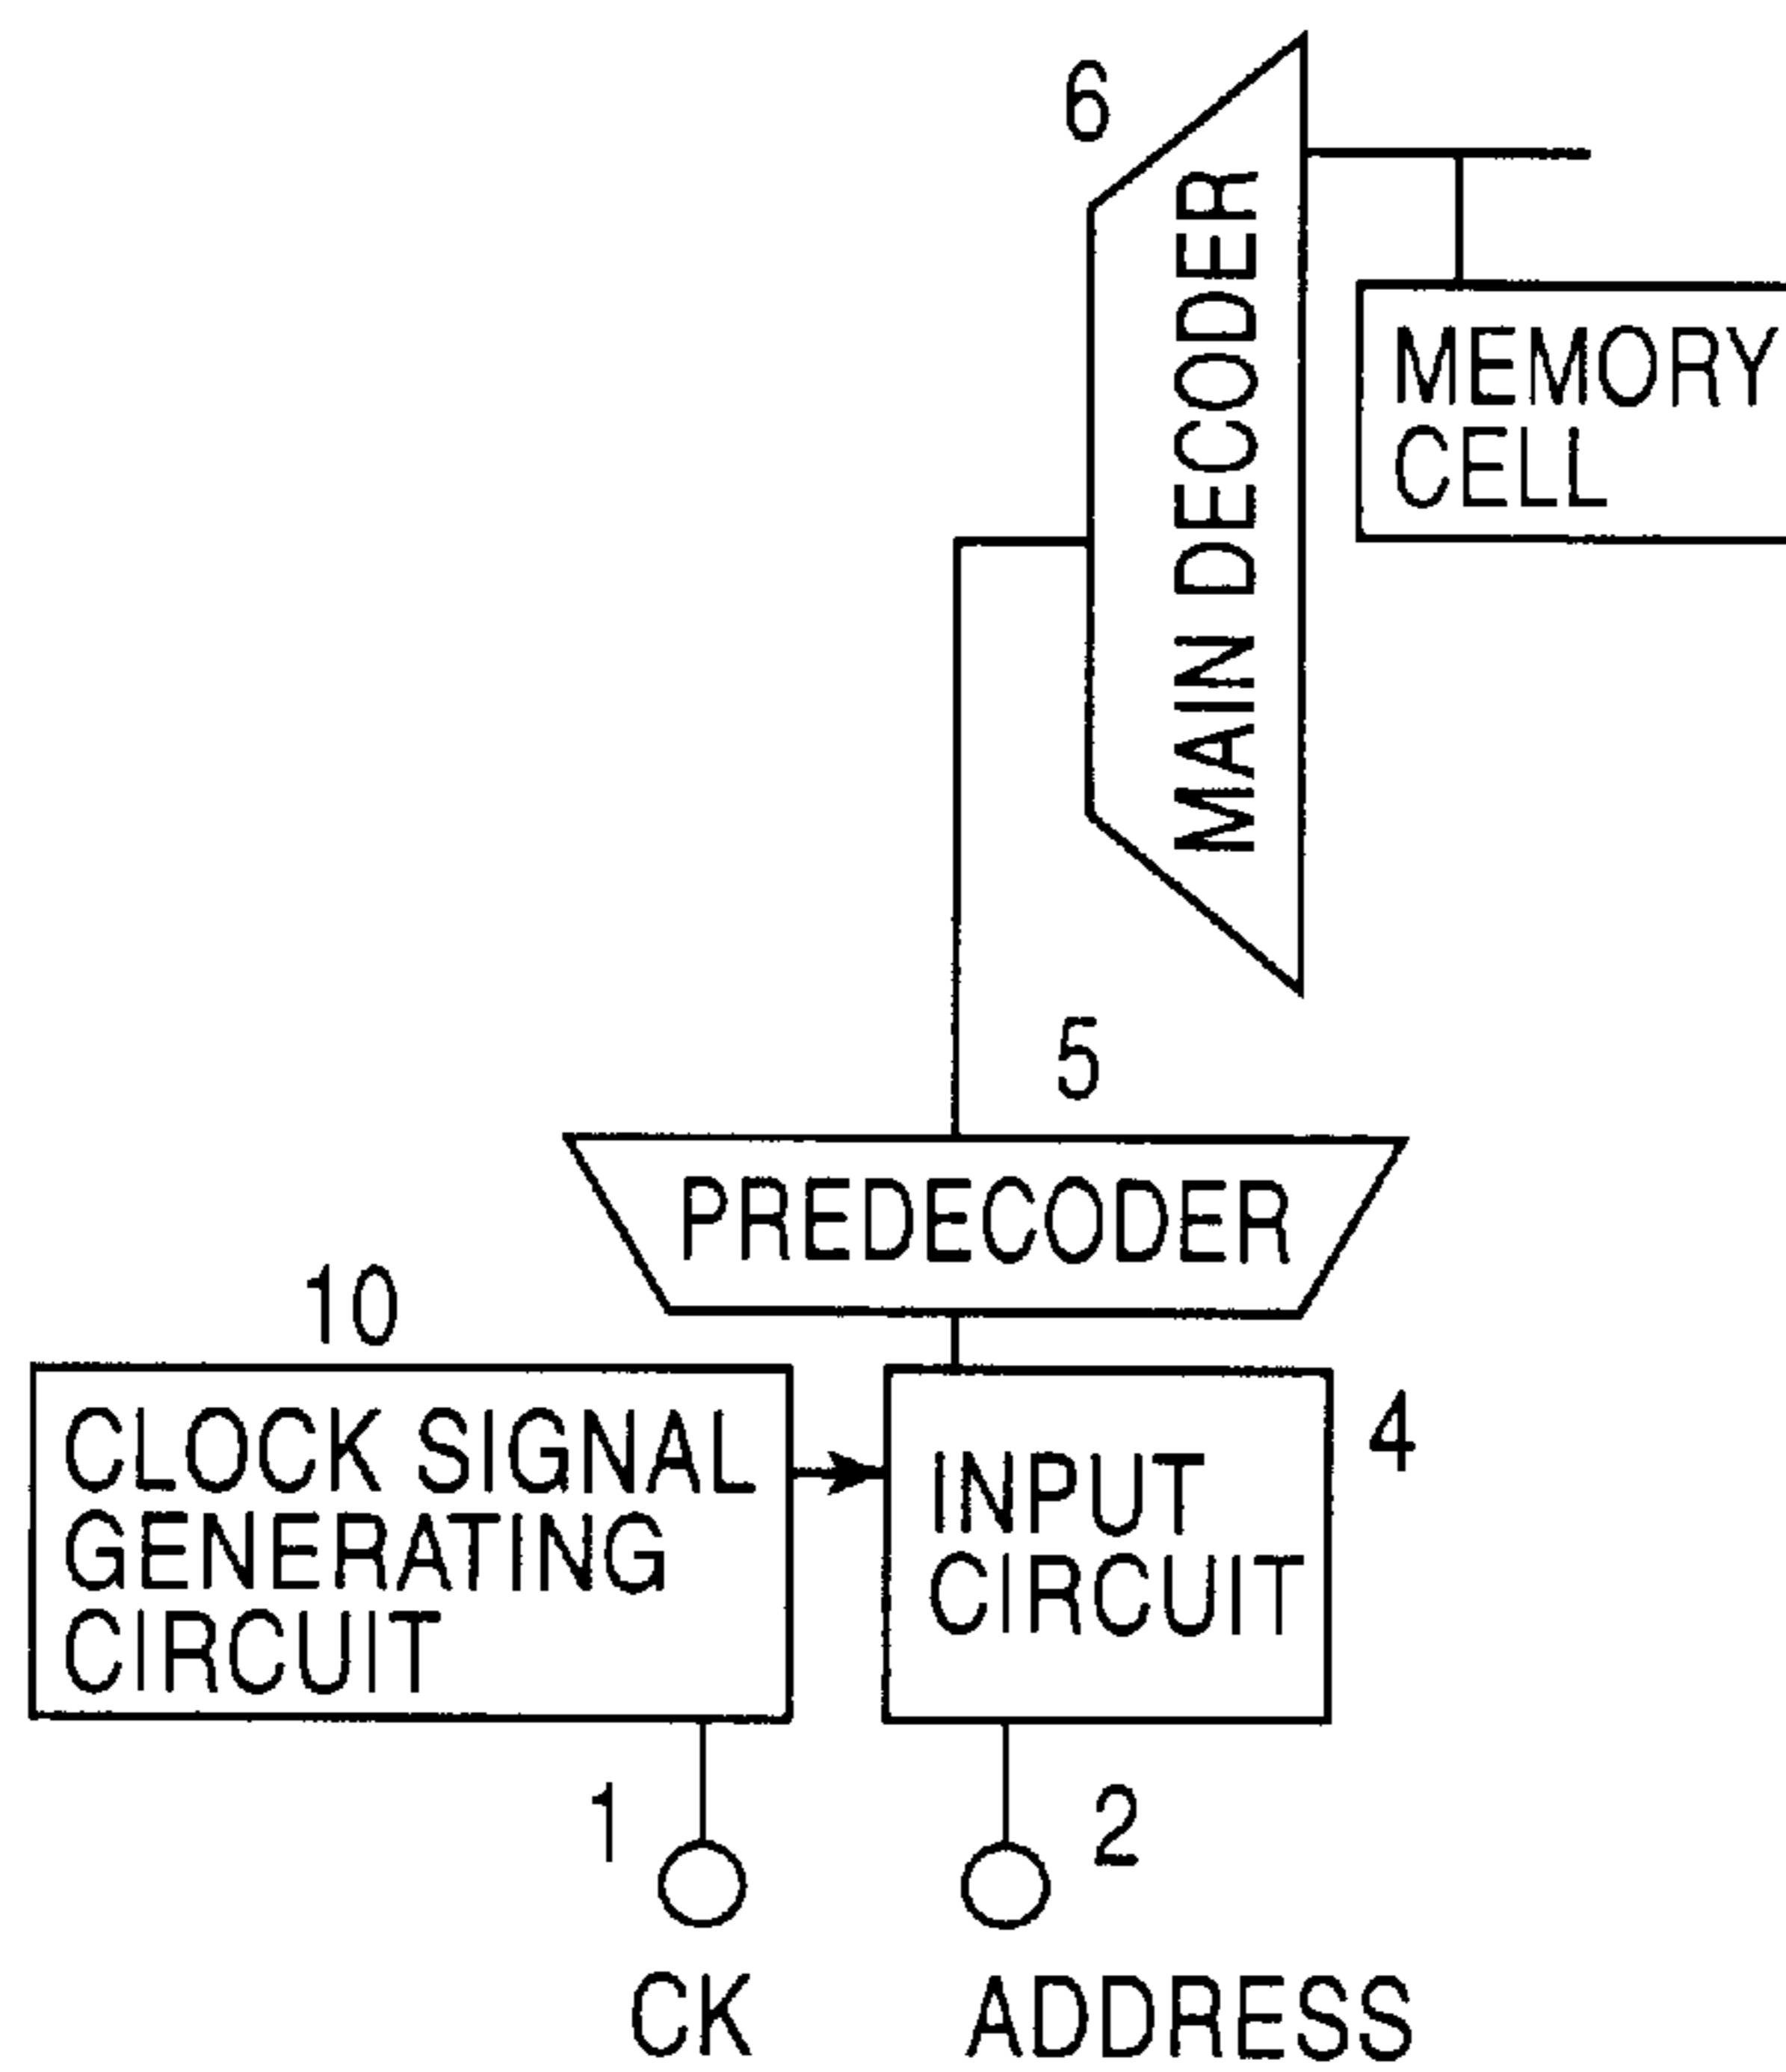 6
MAIN DECODER
MEMORY
CELL
5
PREDECODER
10
CLOCK SIGNAL
GENERATING
CIRCUIT
INPUT
CIRCUIT
4
1
2
CK
ADDRESS